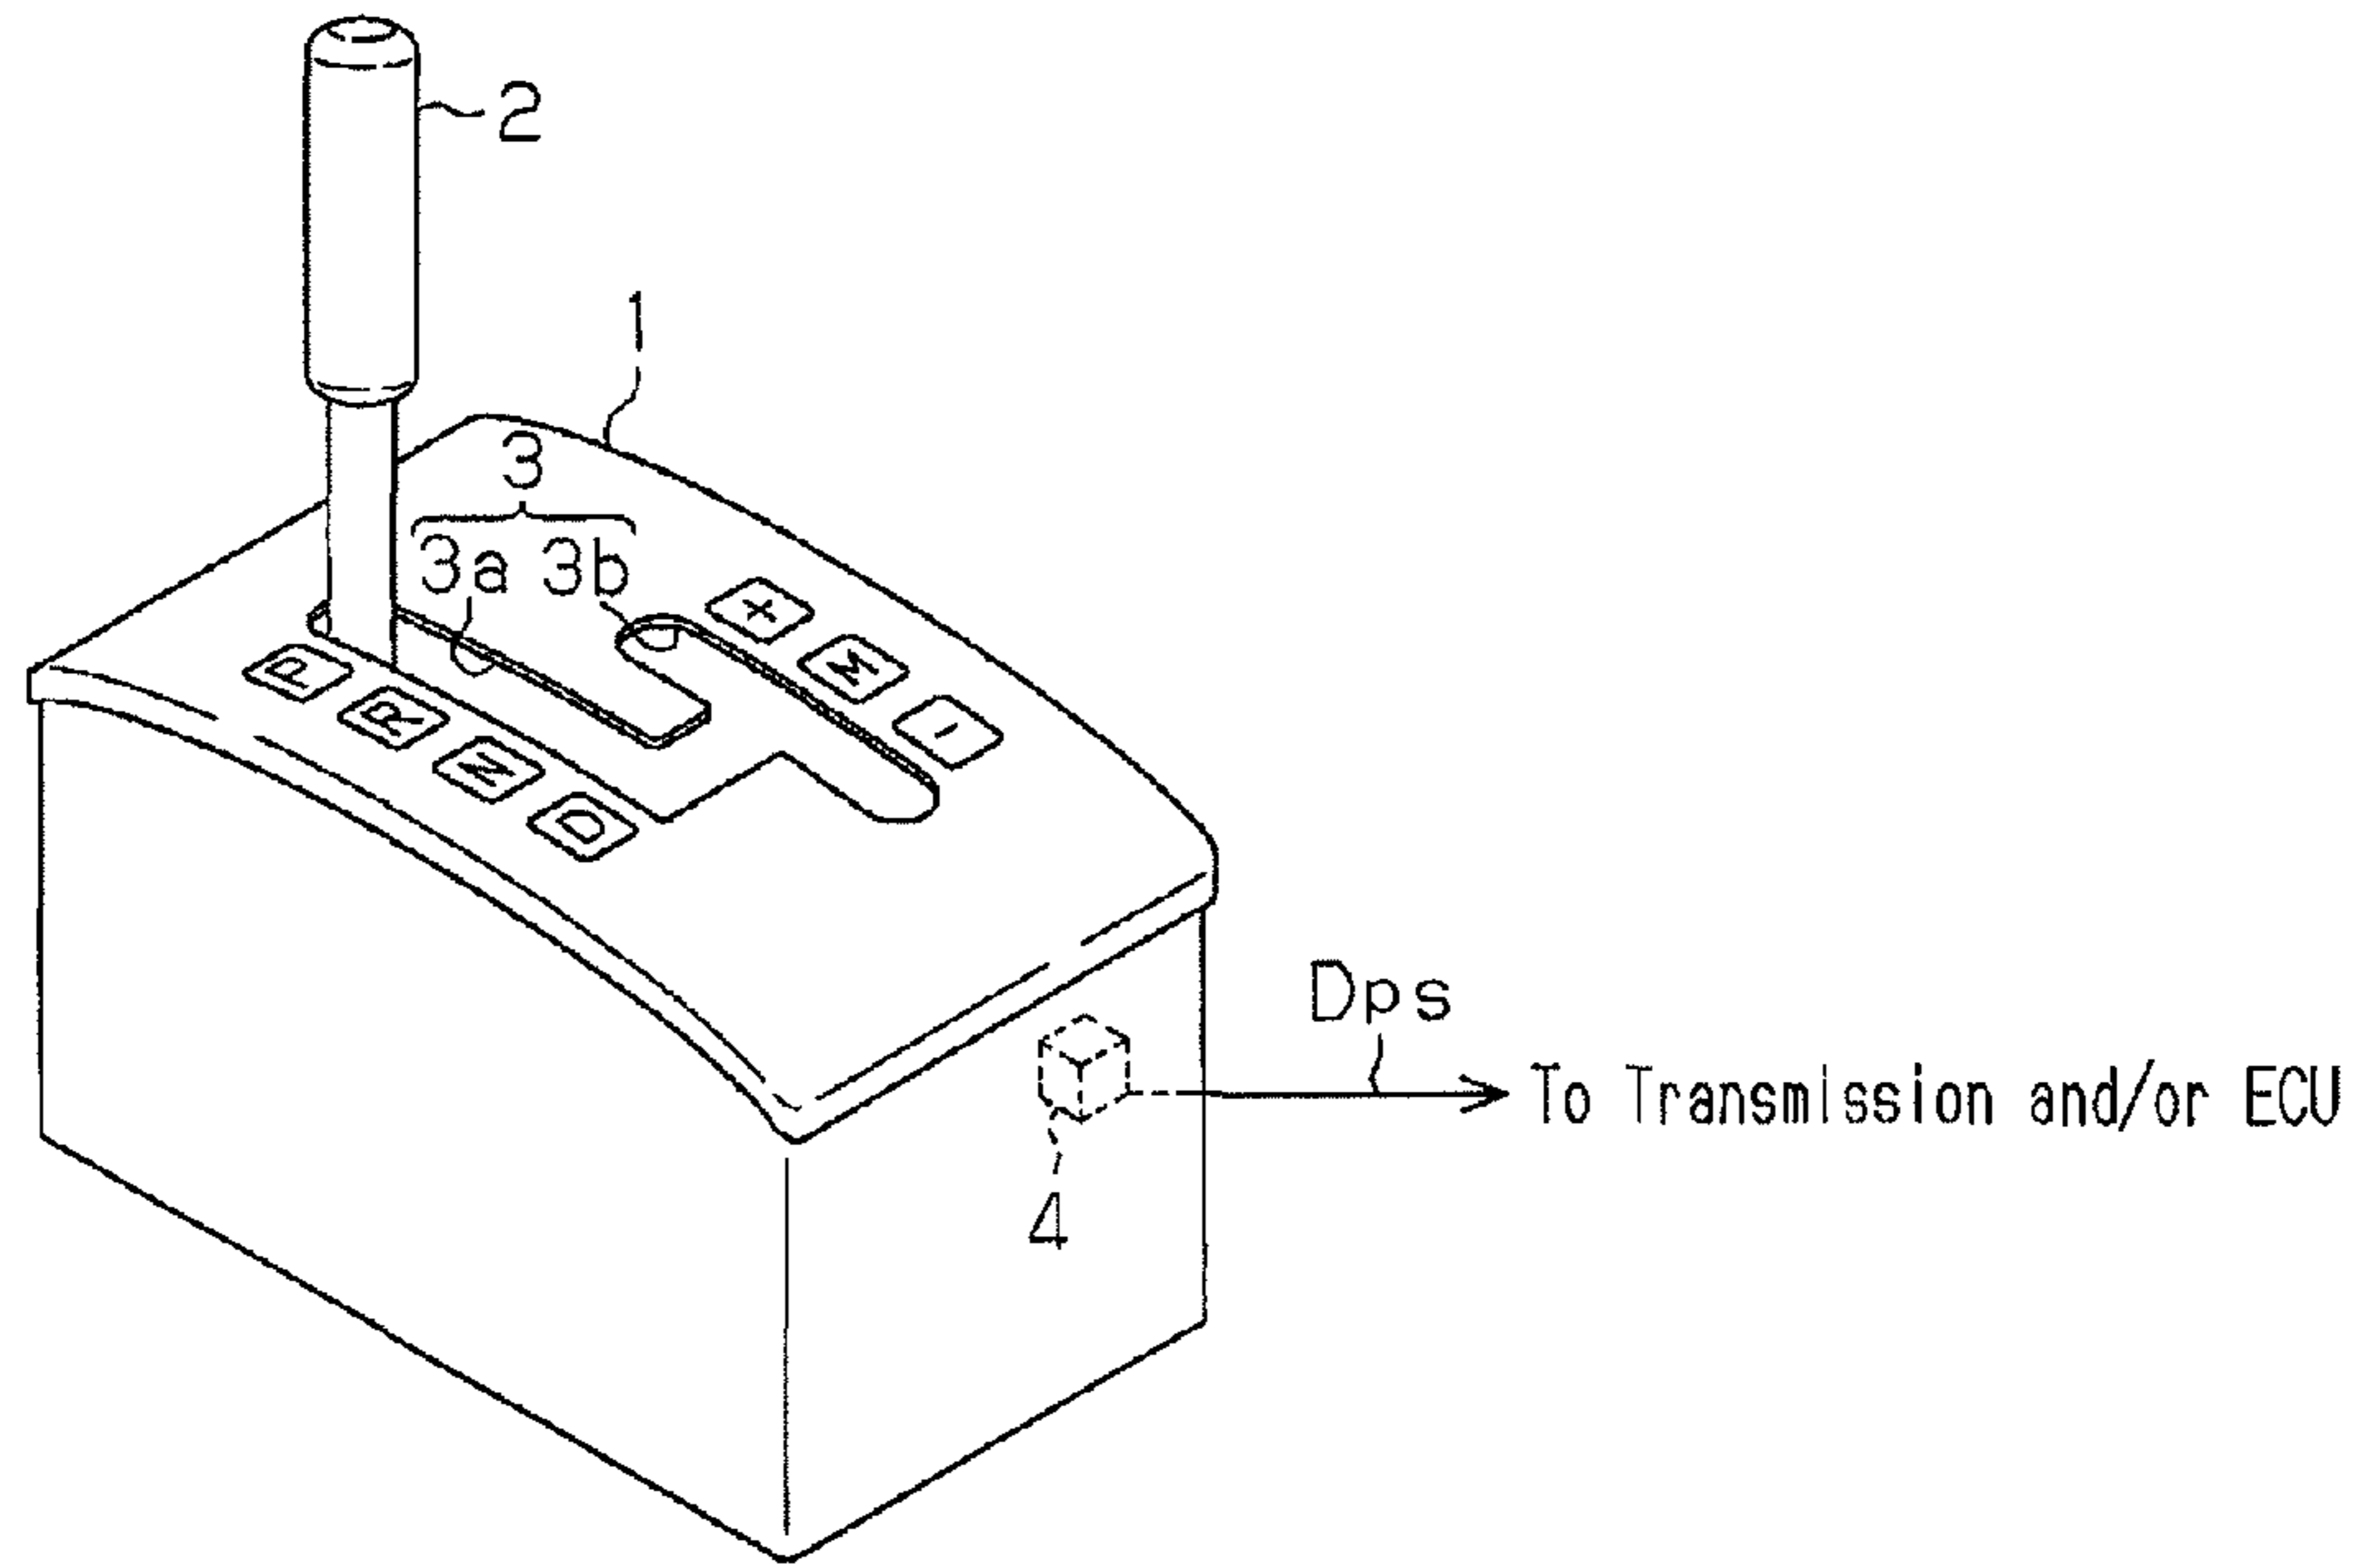 2
1
3
3a 3b
+
M
-
P
R
N
D
Dps
To Transmission and/or ECU
4